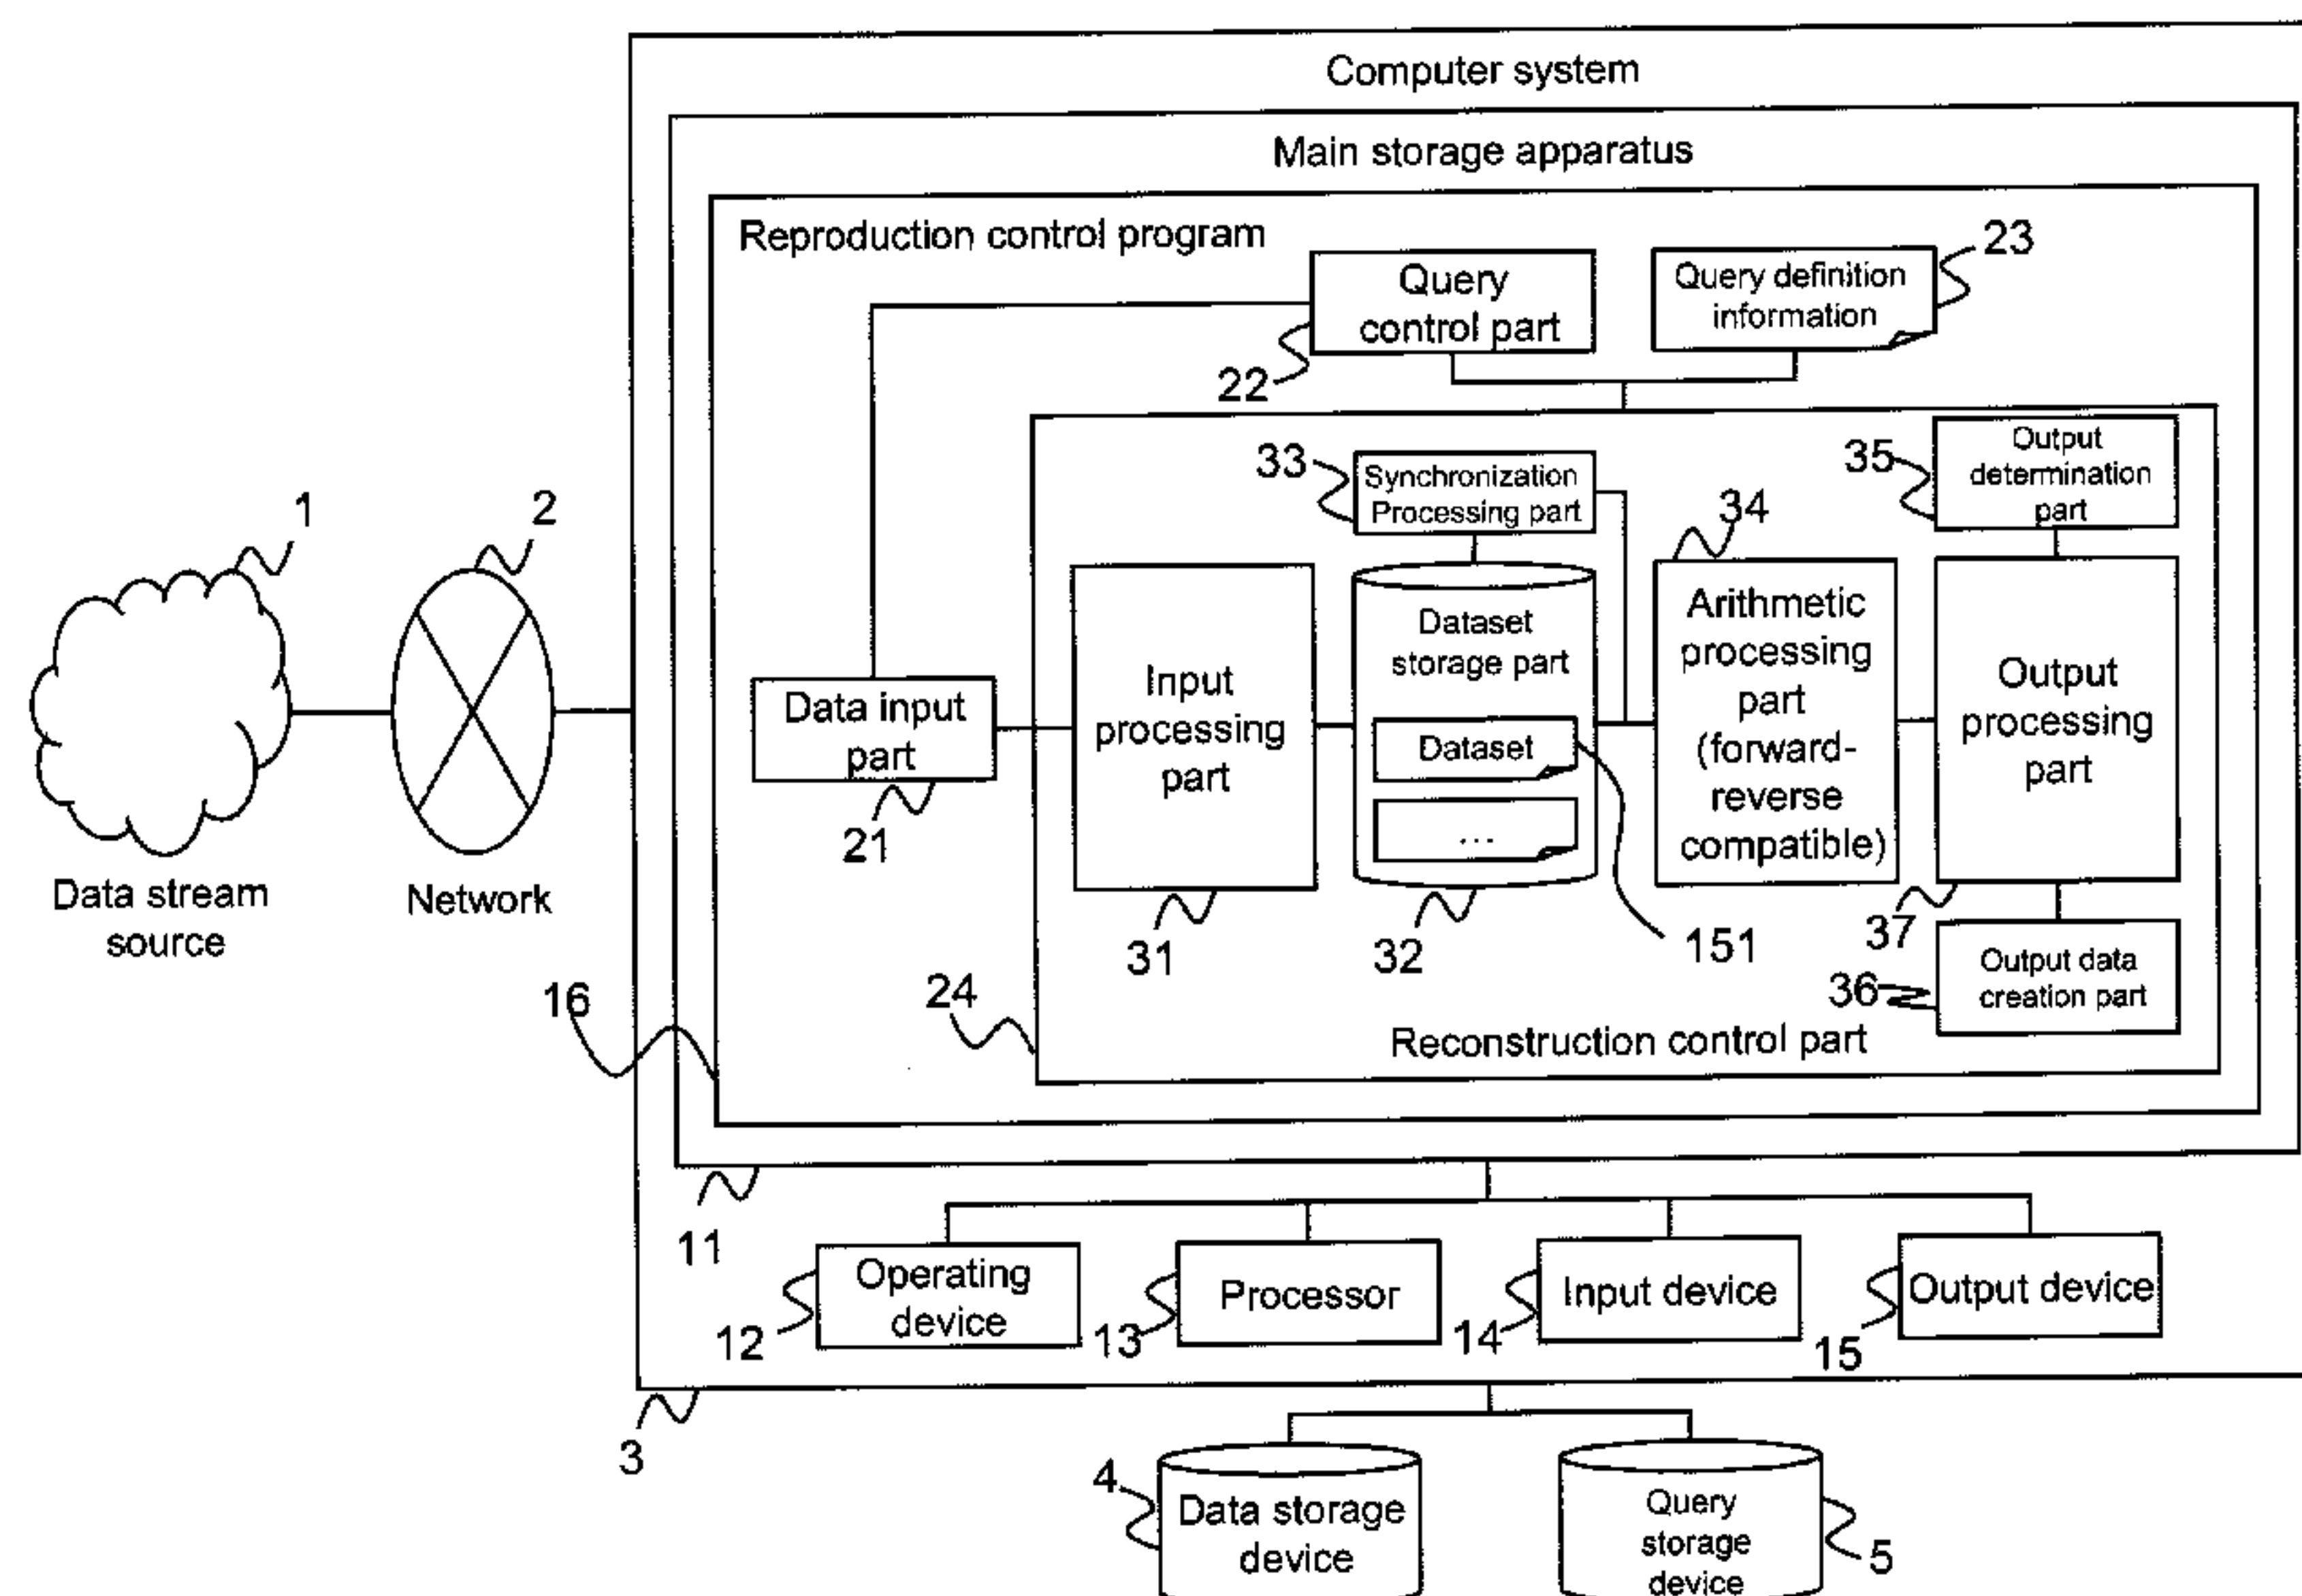 Computer system
Main storage apparatus
Reproduction control program
23
Query
control part
Query definition
information
22
33
Synchronization
Processing part
35
Output
determination
part
34
1
2
Data input
part
21
Input
processing
part
31
Dataset
storage part
Dataset
...
32
151
Arithmetic
processing
part
(forward-
reverse
compatible)
Output
processing
part
37
36
Output data
creation part
Data stream
source
Network
16
24
Reconstruction control part
11
Operating
device
12
Processor
13
Input device
14
Output device
15
3
4
Data storage
device
Query
storage
device
5